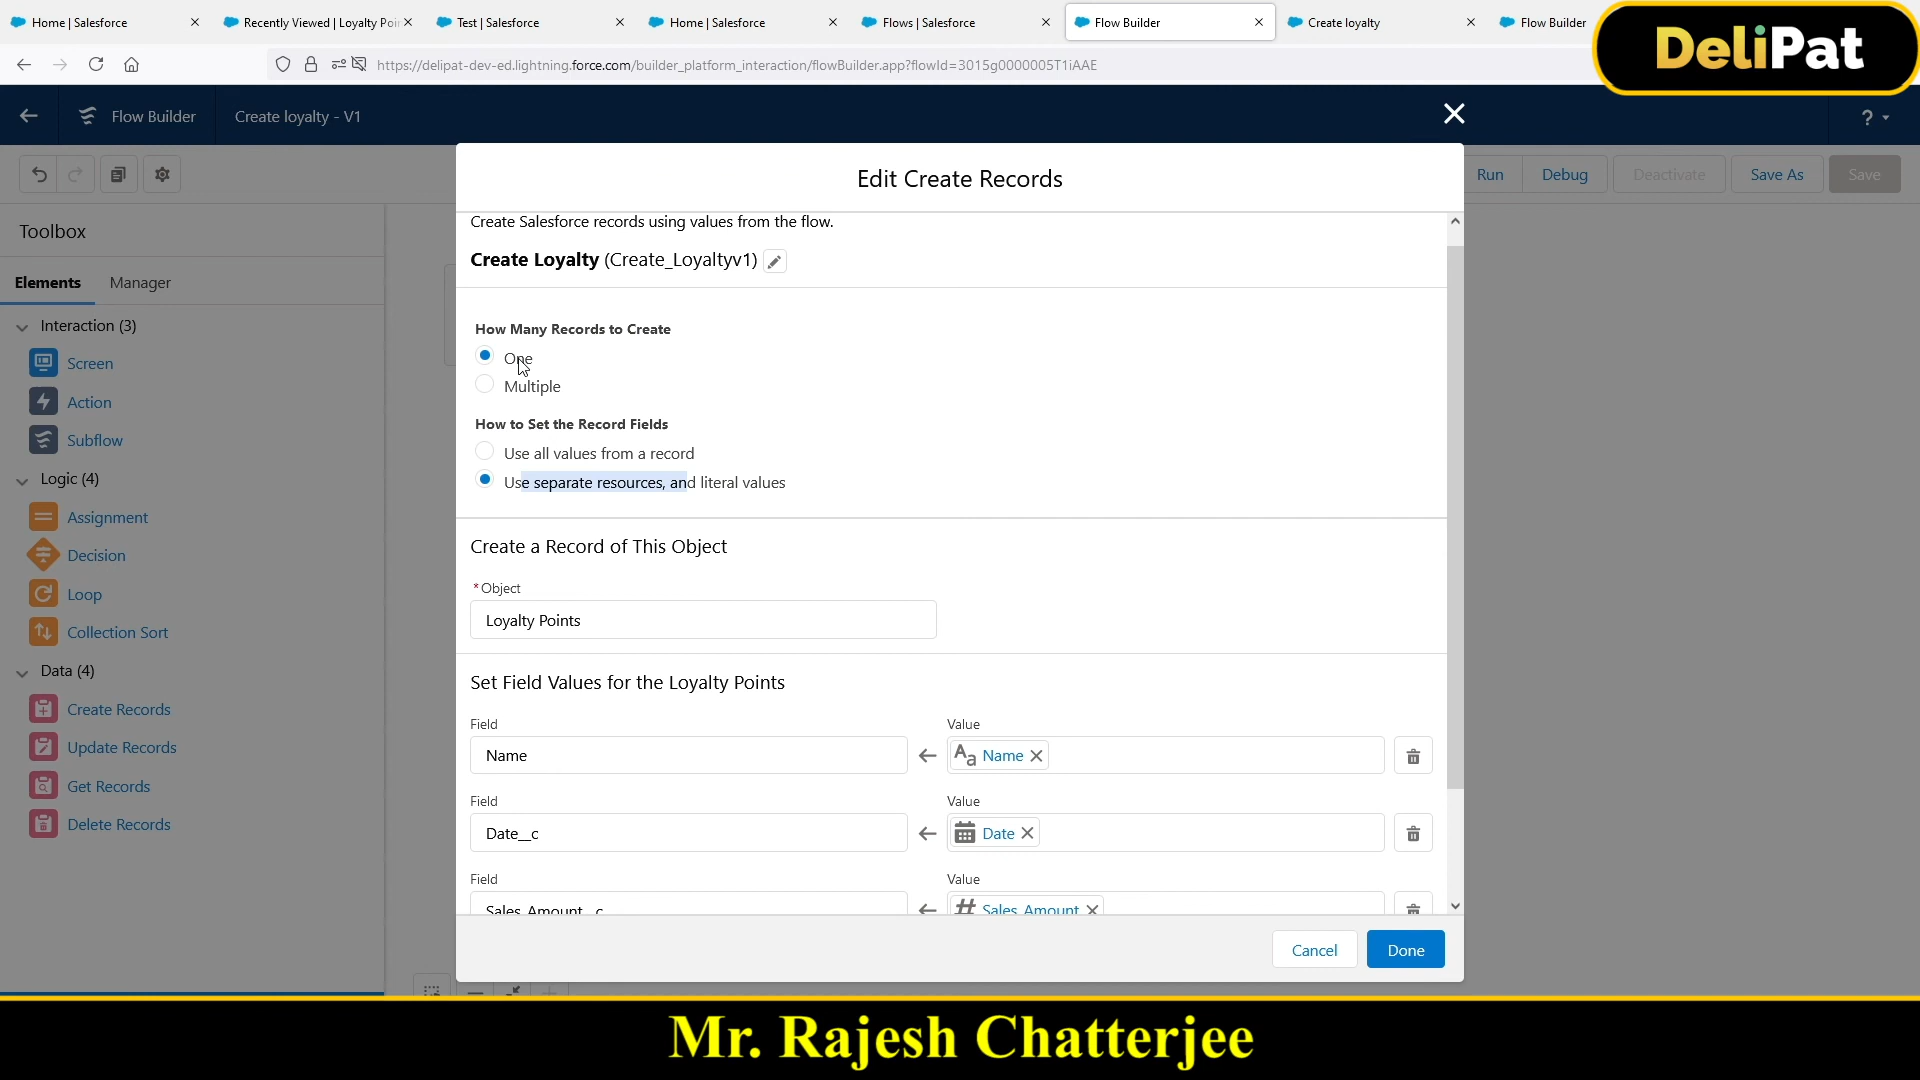 Home | Salesforce
Recently Viewed | Loyalty Poin
Test | Salesforce
Home | Salesforce
Flows | Salesforce
Flow Builder
Create loyalty
Flow Builder
DeliPat
https://delipat-dev-ed.lightning.force.com/builder_platform_interaction/flowBuilder.app?flowId=3015g0000005T1iAAE
Flow Builder
Create loyalty - V1
?
Run
Debug
Deactivate
Save As
Save
Toolbox
Elements
Manager
Interaction (3)
Screen
Action
Subflow
Logic (4)
Assignment
Decision
Loop
Collection Sort
Data (4)
Create Records
Update Records
Get Records
Delete Records
Edit Create Records
Create Salesforce records using values from the flow.
Create Loyalty (Create_Loyaltyv1)
How Many Records to Create
One
Multiple
How to Set the Record Fields
Use all values from a record
Use separate resources, and literal values
Create a Record of This Object
*Object
Loyalty Points
Set Field Values for the Loyalty Points
Field
Value
Name
Aa Name
Field
Value
Date__c
Date
Field
Value
Sales_Amount__c
# Sales_Amount
Cancel
Done
Mr. Rajesh Chatterjee